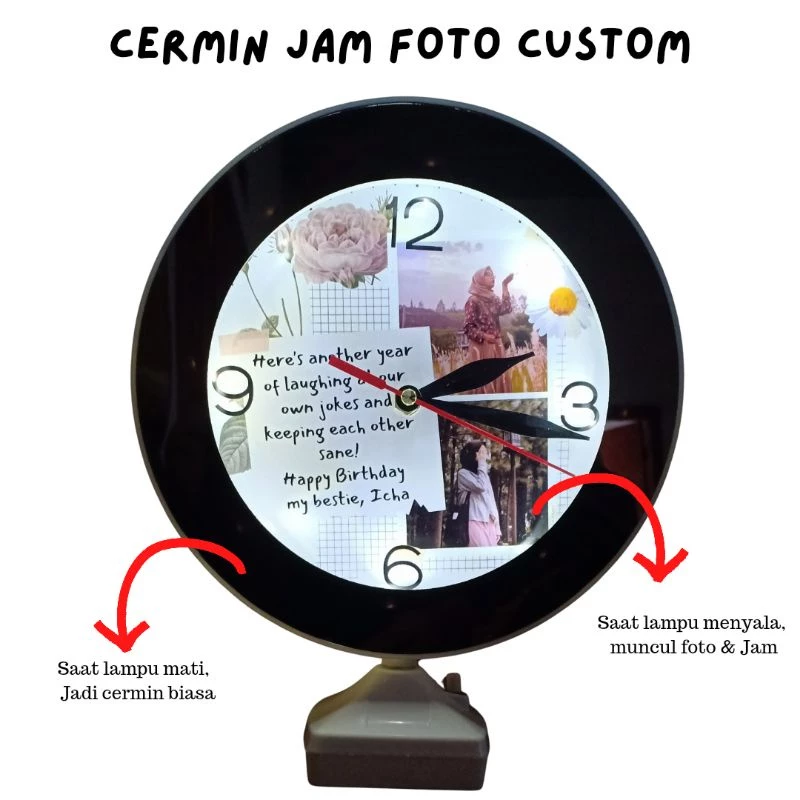 CERMIN JAM FOTO CUSTOM
12
Here's another year
of laughing at our
own jokes and
keeping each other
sane!
Happy Birthday
my bestie, Icha
9
3
6
Saat lampu menyala,
muncul foto & Jam
Saat lampu mati,
Jadi cermin biasa